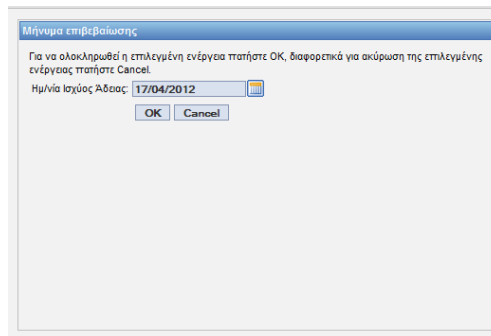 Μήνυμα επιβεβαίωσης
Για να ολοκληρωθεί η επιλεγμένη ενέργεια πατήστε OK, διαφορετικά για ακύρωση της επιλεγμένης
ενέργειας πατήστε Cancel.
Ημ/νία Ισχύος Άδειας: 17/04/2012
OK Cancel